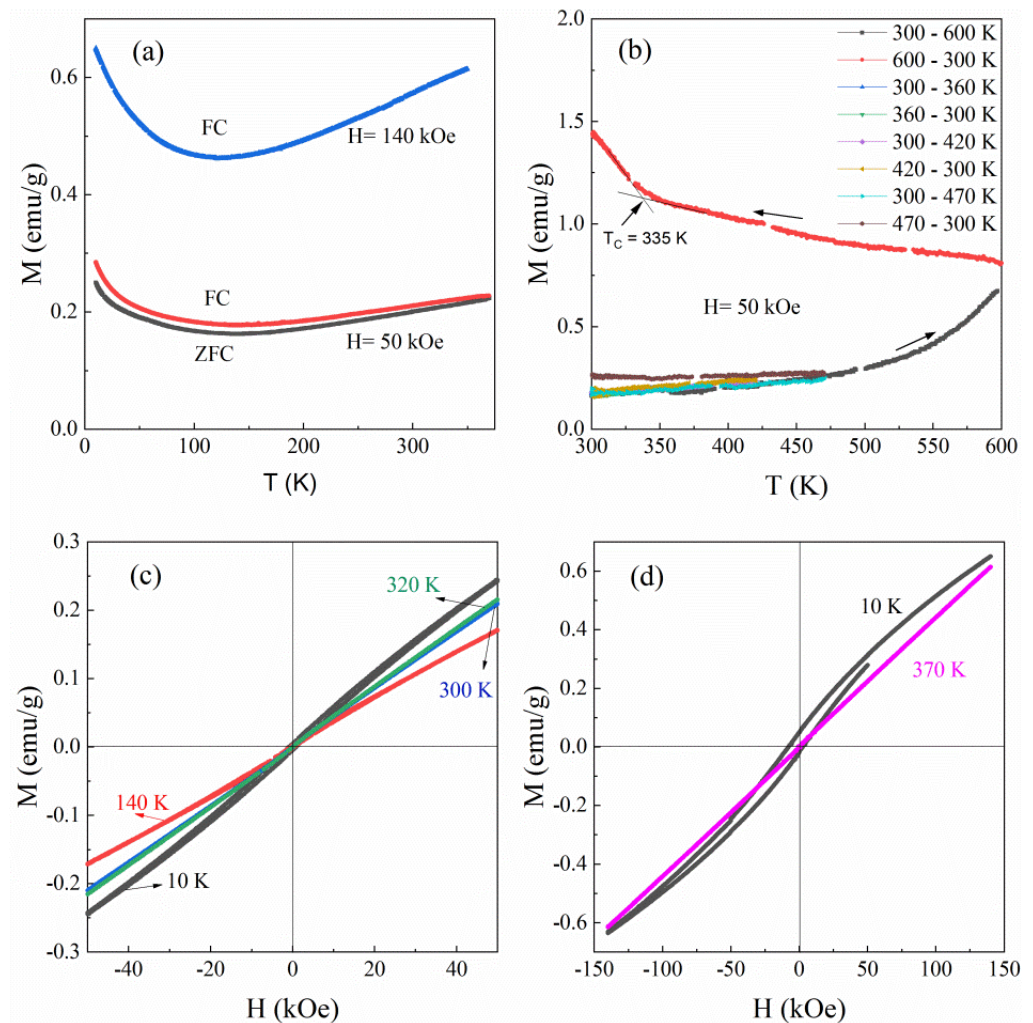 (a)
FC
H= 140 kOe
FC
ZFC
H= 50 kOe
0.6
0.4
0.2
0.0
0
100
200
300
M (emu/g)
T (K)
(b)
300 - 600 K
600 - 300 K
300 - 360 K
360 - 300 K
300 - 420 K
420 - 300 K
300 - 470 K
470 - 300 K
TC = 335 K
H= 50 kOe
2.0
1.5
1.0
0.5
0.0
300
350
400
450
500
550
600
M (emu/g)
T (K)
(c)
320 K
300 K
140 K
10 K
0.3
0.2
0.1
0.0
-0.1
-0.2
-0.3
-40
-20
0
20
40
M (emu/g)
H (kOe)
(d)
10 K
370 K
0.6
0.4
0.2
0.0
-0.2
-0.4
-0.6
-150
-100
-50
0
50
100
150
M (emu/g)
H (kOe)